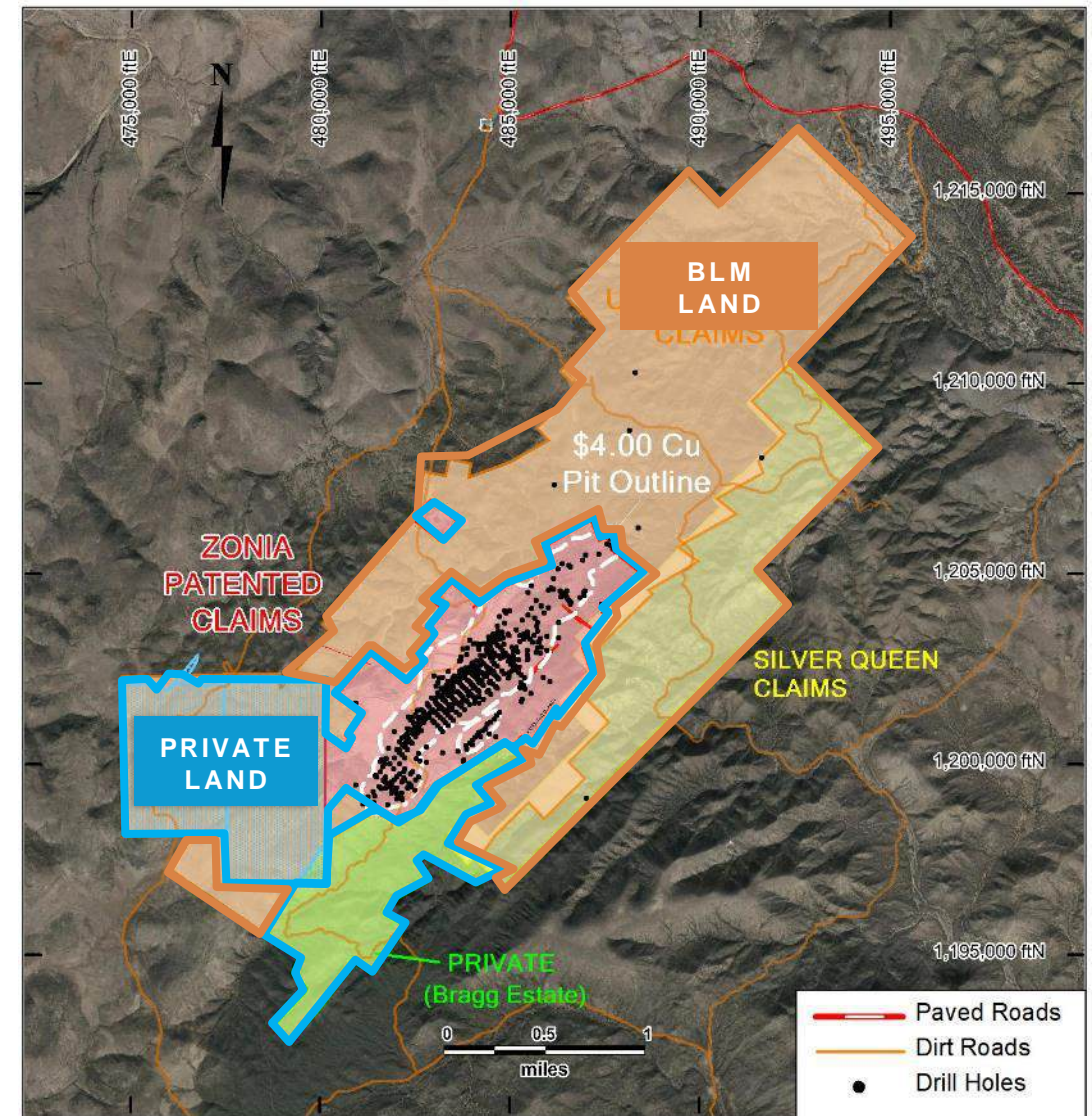 475,000 ftE
480,000 ftE
485,000 ftE
490,000 ftE
495,000 ftE
N
1,215,000 ftN
BLM
LAND
U
CLAIMS
1,210,000 ftN
$4.00 Cu
Pit Outline
ZONIA
PATENTED
CLAIMS
1,205,000 ftN
SILVER QUEEN
CLAIMS
PRIVATE
LAND
1,200,000 ftN
1,195,000 ftN
PRIVATE
(Bragg Estate)
0 0.5 1
miles
Paved Roads
Dirt Roads
Drill Holes